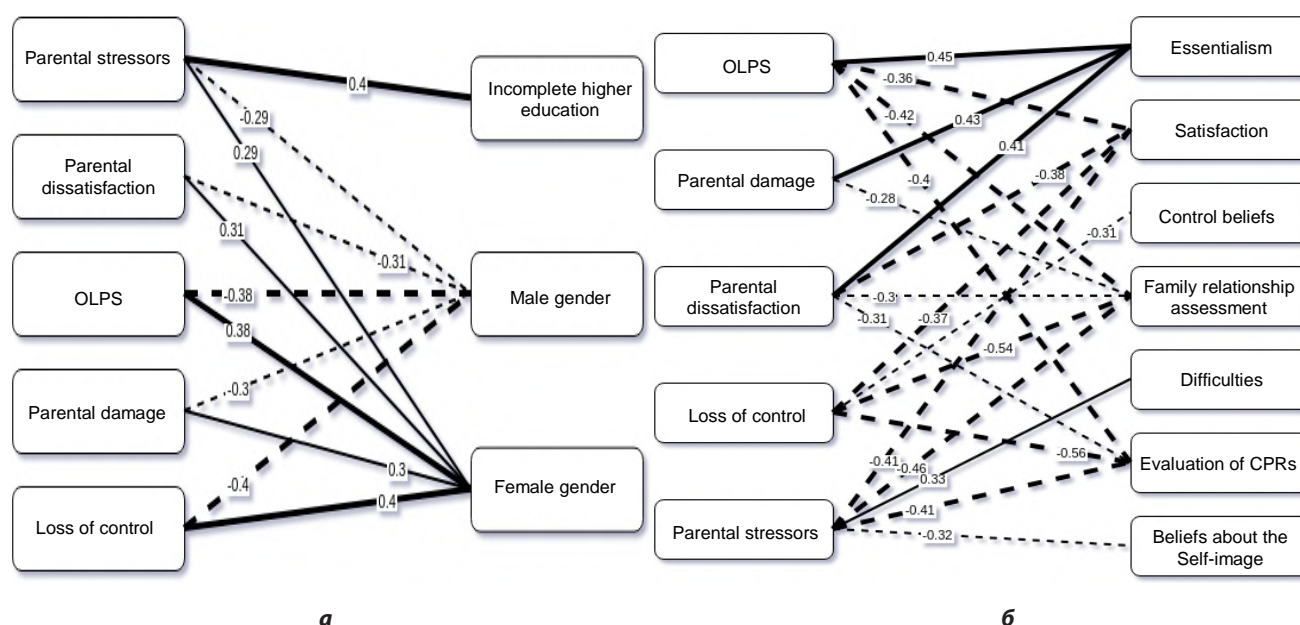 Parental stressors
Parental
dissatisfaction
OLPS
Parental damage
Loss of control
0.4
-0.29
0.29
0.31
-0.31
-0.38
0.38
-0.3
0.3
-0.4
0.4
Incomplete higher
education
Male gender
Female gender
a
OLPS
Parental damage
Parental
dissatisfaction
Loss of control
Parental stressors
0.45
-0.36
-0.42
0.43
0.41
-0.4
-0.38
-0.28
-0.31
-0.3
-0.31
-0.37
-0.54
-0.56
-0.41
-0.46
0.33
-0.41
-0.32
Essentialism
Satisfaction
Control beliefs
Family relationship
assessment
Difficulties
Evaluation of CPRs
Beliefs about the
Self-image
б